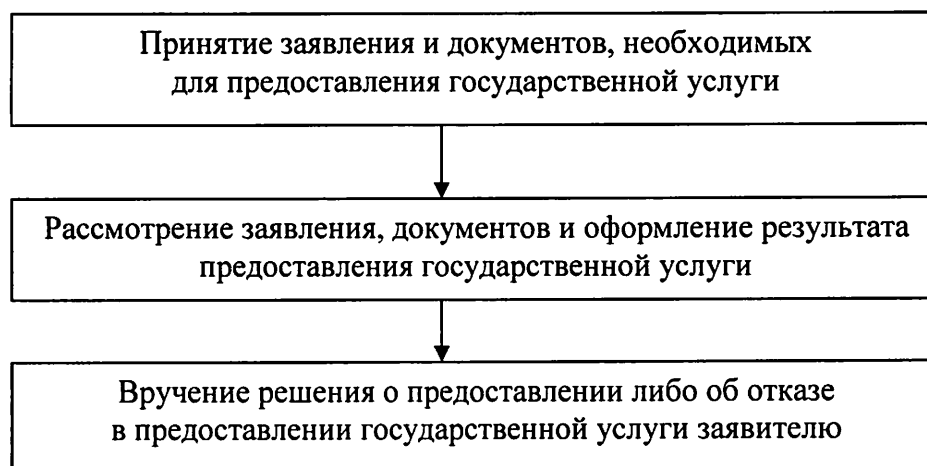 Принятие заявления и документов, необходимых
для предоставления государственной услуги
Рассмотрение заявления, документов и оформление результата
предоставления государственной услуги
Вручение решения о предоставлении либо об отказе
в предоставлении государственной услуги заявителю